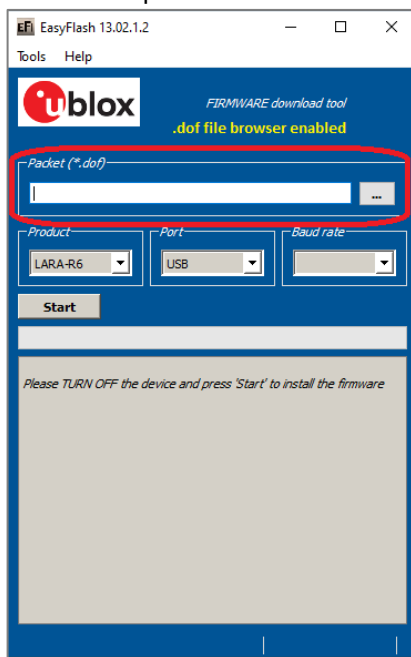 EasyFlash 13.02.1.2
Tools Help
ublox FIRMWARE download tool
.dof file browser enabled
Packet (*.dof)
...
Product Port Baud rate
LARA-R6 USB
Start
Please TURN OFF the device and press 'Start' to install the firmware